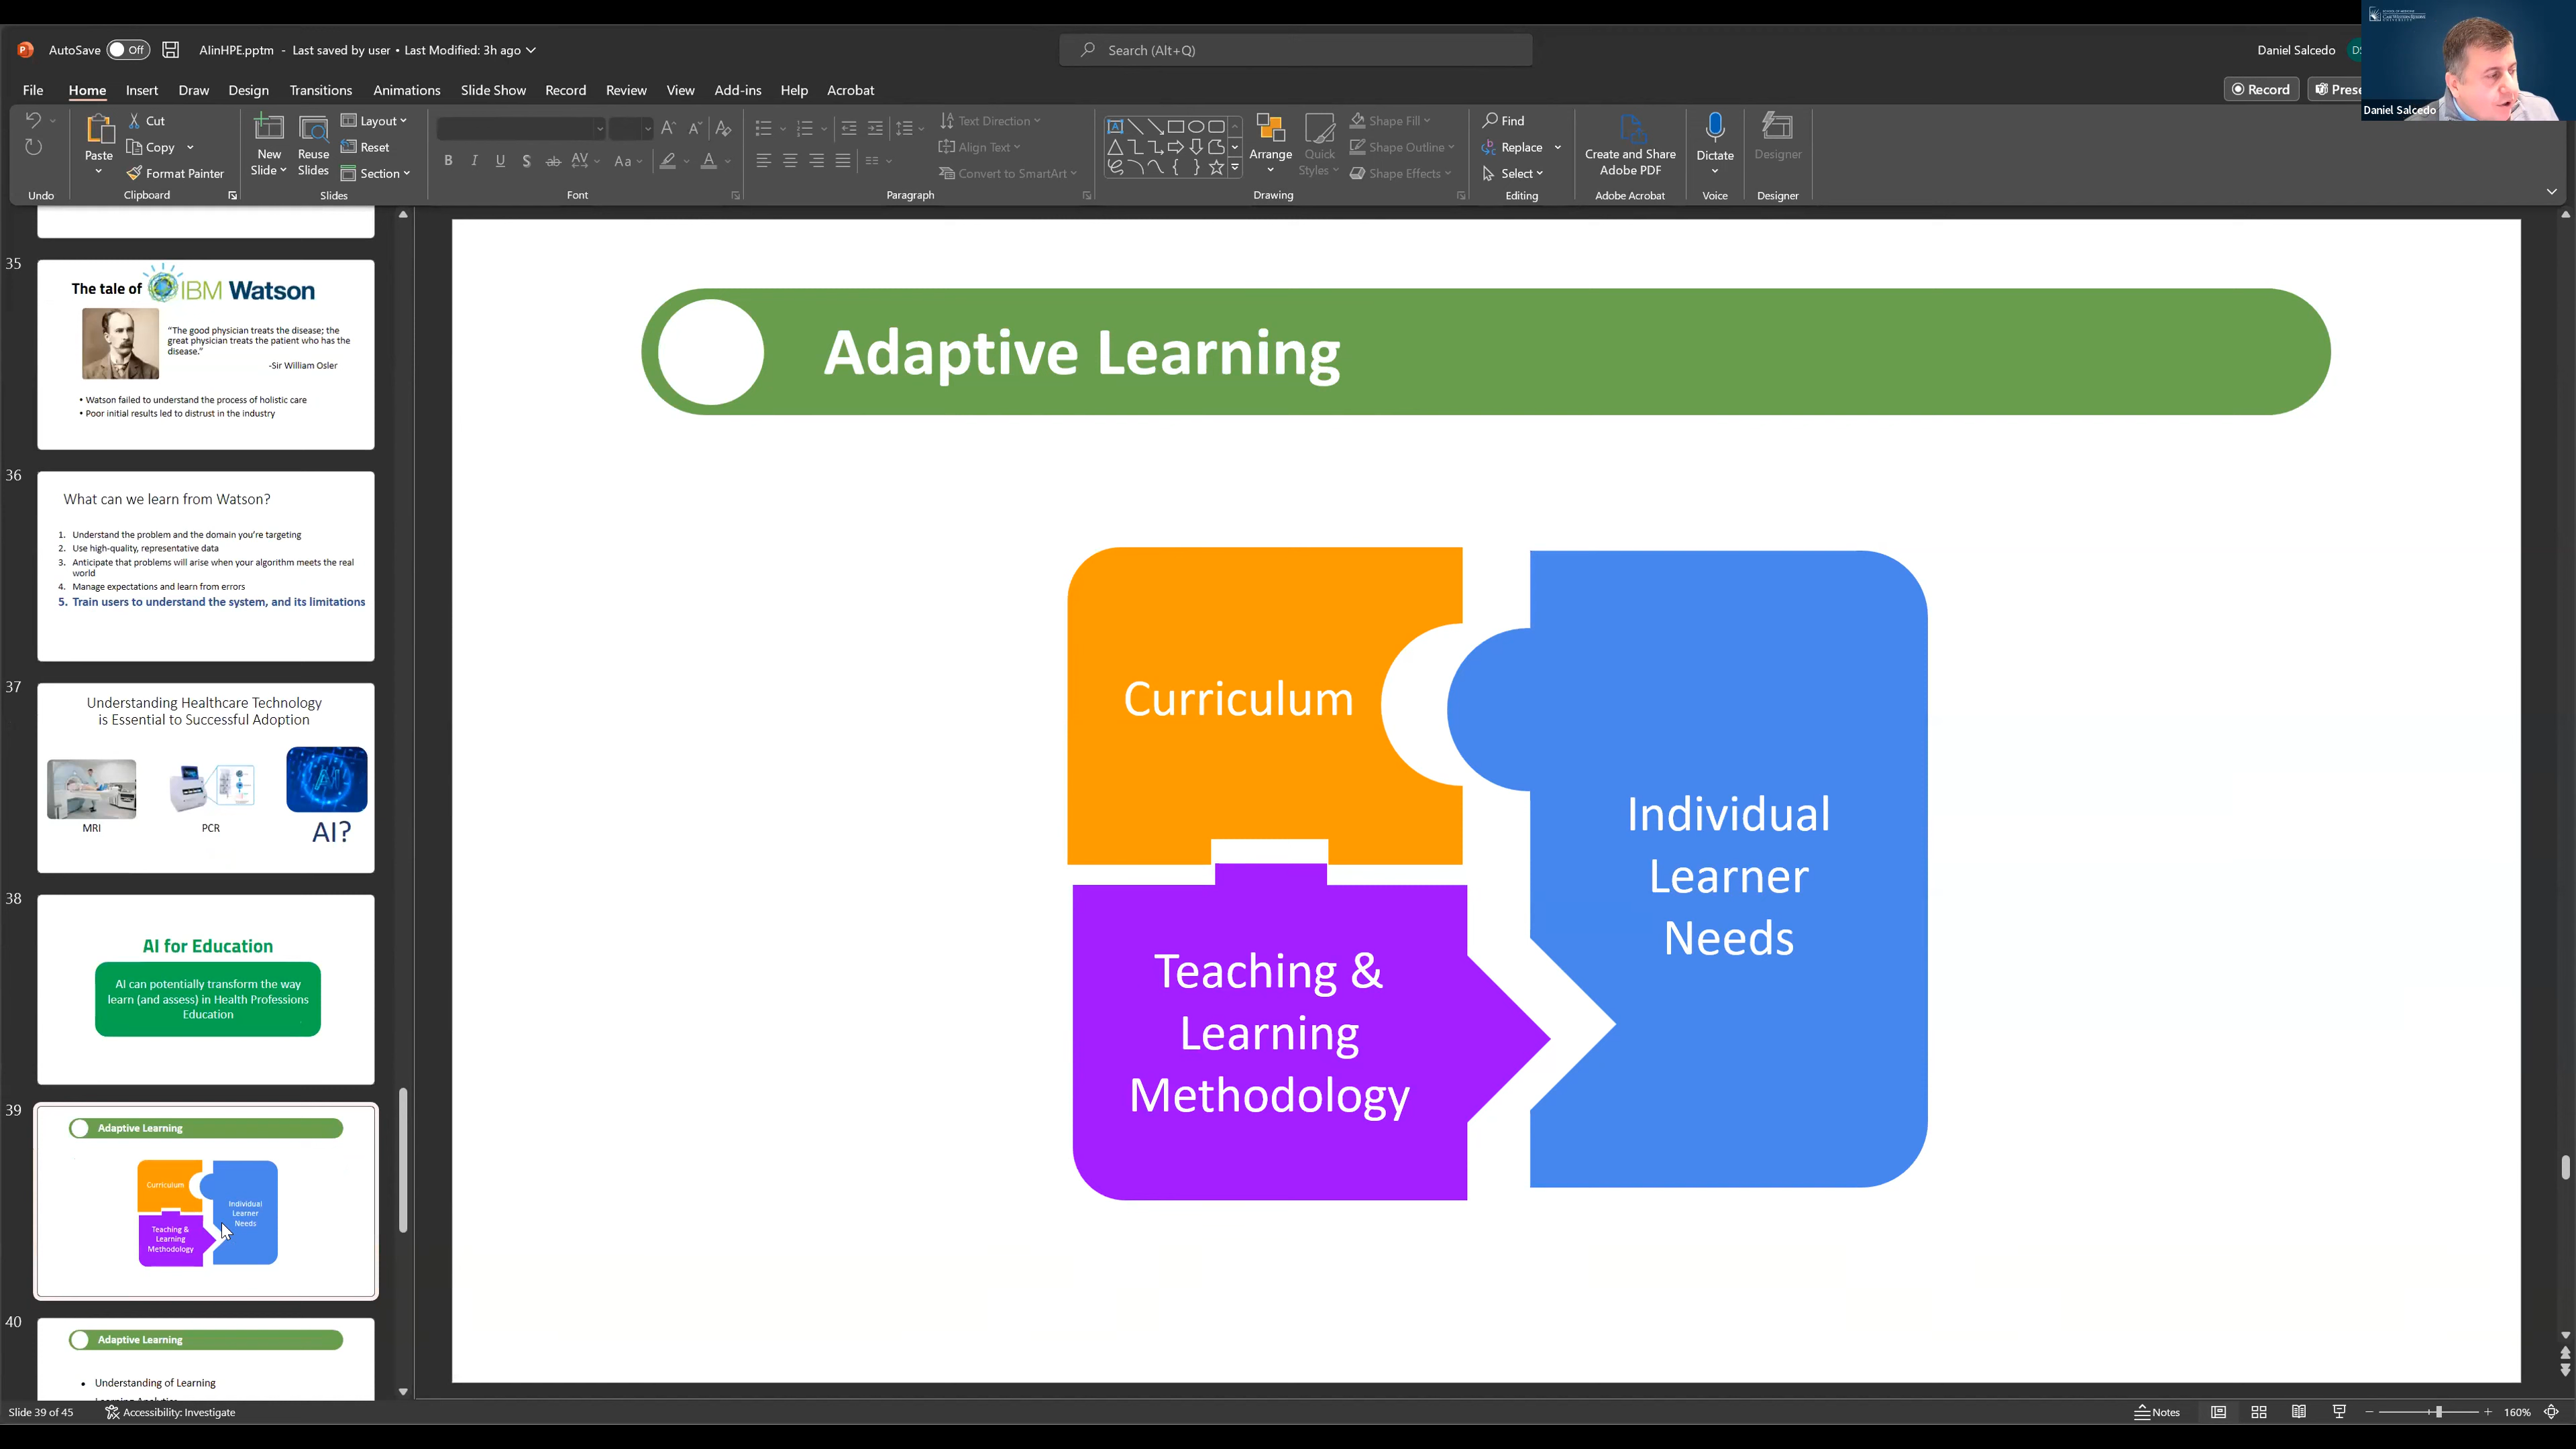 AutoSave Off AIinHPE.pptm - Last saved by user • Last Modified: 3h ago
Search (Alt+Q)
Daniel Salcedo
File Home Insert Draw Design Transitions Animations Slide Show Record Review View Add-ins Help Acrobat
Record
Daniel Salcedo
Paste
Cut
Copy
Format Painter
New
Slide
Reuse
Slides
Layout
Reset
Section
B I U S ab AV Aa A
Text Direction
Align Text
Convert to SmartArt
Arrange
Quick
Styles
Shape Fill
Shape Outline
Shape Effects
Find
Replace
Select
Create and Share
Adobe PDF
Dictate
Designer
Undo Clipboard Slides Font Paragraph Drawing Editing Adobe Acrobat Voice Designer
35
The tale of IBM Watson
"The good physician treats the disease; the
great physician treats the patient who has the
disease."
-Sir William Osler
• Watson failed to understand the process of holistic care
• Poor initial results led to distrust in the industry
36
What can we learn from Watson?
1. Understand the problem and the domain you're targeting
2. Use high-quality, representative data
3. Anticipate that problems will arise when your algorithm meets the real
world
4. Manage expectations and learn from errors
5. Train users to understand the system, and its limitations
37
Understanding Healthcare Technology
is Essential to Successful Adoption
MRI
PCR
AI?
38
AI for Education
AI can potentially transform the way
learn (and assess) in Health Professions
Education
39
Adaptive Learning
Curriculum
Teaching &
Learning
Methodology
Individual
Learner
Needs
40
Adaptive Learning
• Understanding of Learning
Adaptive Learning
Curriculum
Teaching &
Learning
Methodology
Individual
Learner
Needs
Slide 39 of 45
Accessibility: Investigate
Notes
160%